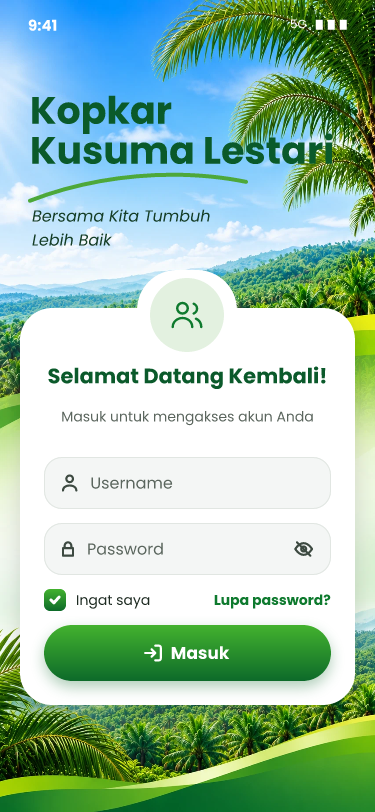 9:41
5G
Kopkar
Kusuma Lestari
Bersama Kita Tumbuh
Lebih Baik
Selamat Datang Kembali!
Masuk untuk mengakses akun Anda
Username
Password
Ingat saya
Lupa password?
Masuk